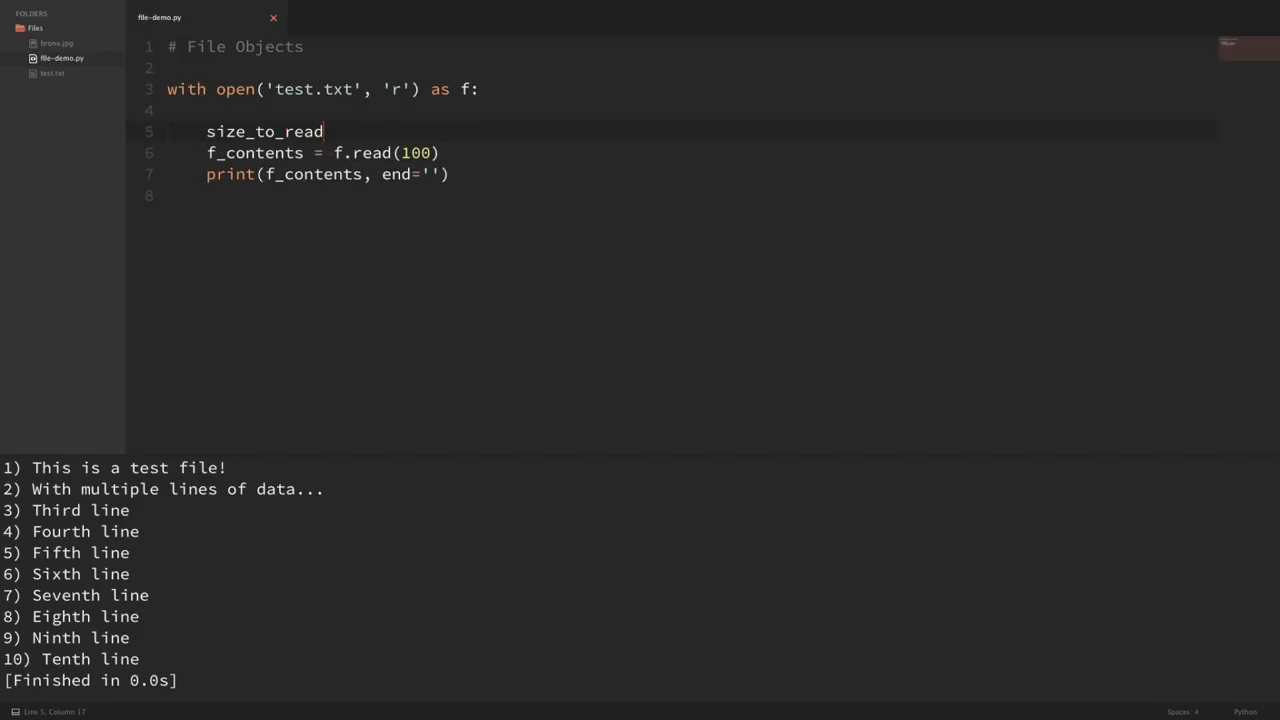 FOLDERS
Files
bronx.jpg
file-demo.py
test.txt
file-demo.py
1 # File Objects
2
3 with open('test.txt', 'r') as f:
4
5 size_to_read
6 f_contents = f.read(100)
7 print(f_contents, end='')
8
1) This is a test file!
2) With multiple lines of data...
3) Third line
4) Fourth line
5) Fifth line
6) Sixth line
7) Seventh line
8) Eighth line
9) Ninth line
10) Tenth line
[Finished in 0.0s]
Line 5, Column 17
Spaces: 4
Python